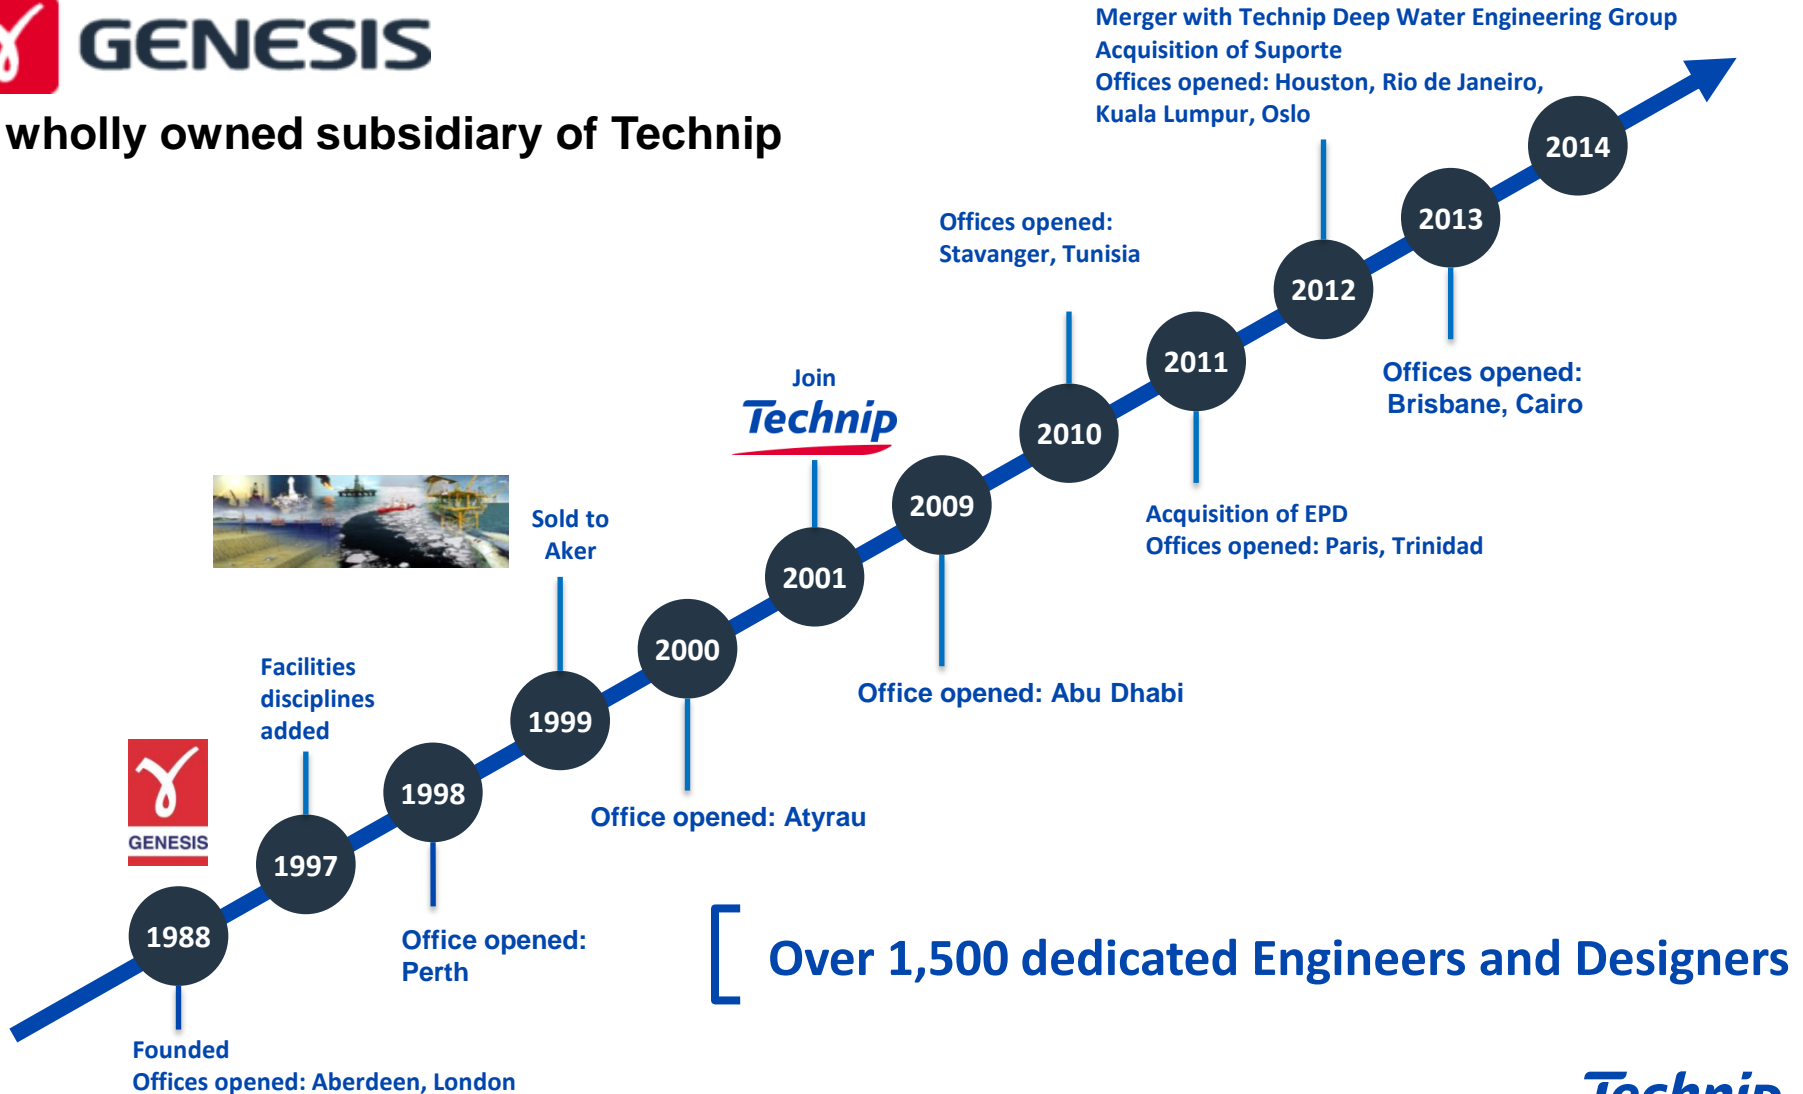 GENESIS
wholly owned subsidiary of Technip
Merger with Technip Deep Water Engineering Group
Acquisition of Suporte
Offices opened: Houston, Rio de Janeiro,
Kuala Lumpur, Oslo
2014
2013
Offices opened:
Stavanger, Tunisia
2012
2011
Offices opened:
Brisbane, Cairo
Join
Technip
2010
2009
Acquisition of EPD
Offices opened: Paris, Trinidad
Sold to
Aker
2001
2000
Facilities
disciplines
added
Office opened: Abu Dhabi
1999
1998
Office opened: Atyrau
GENESIS
1997
1988
Office opened:
Perth
Over 1,500 dedicated Engineers and Designers
Founded
Offices opened: Aberdeen, London
Technip